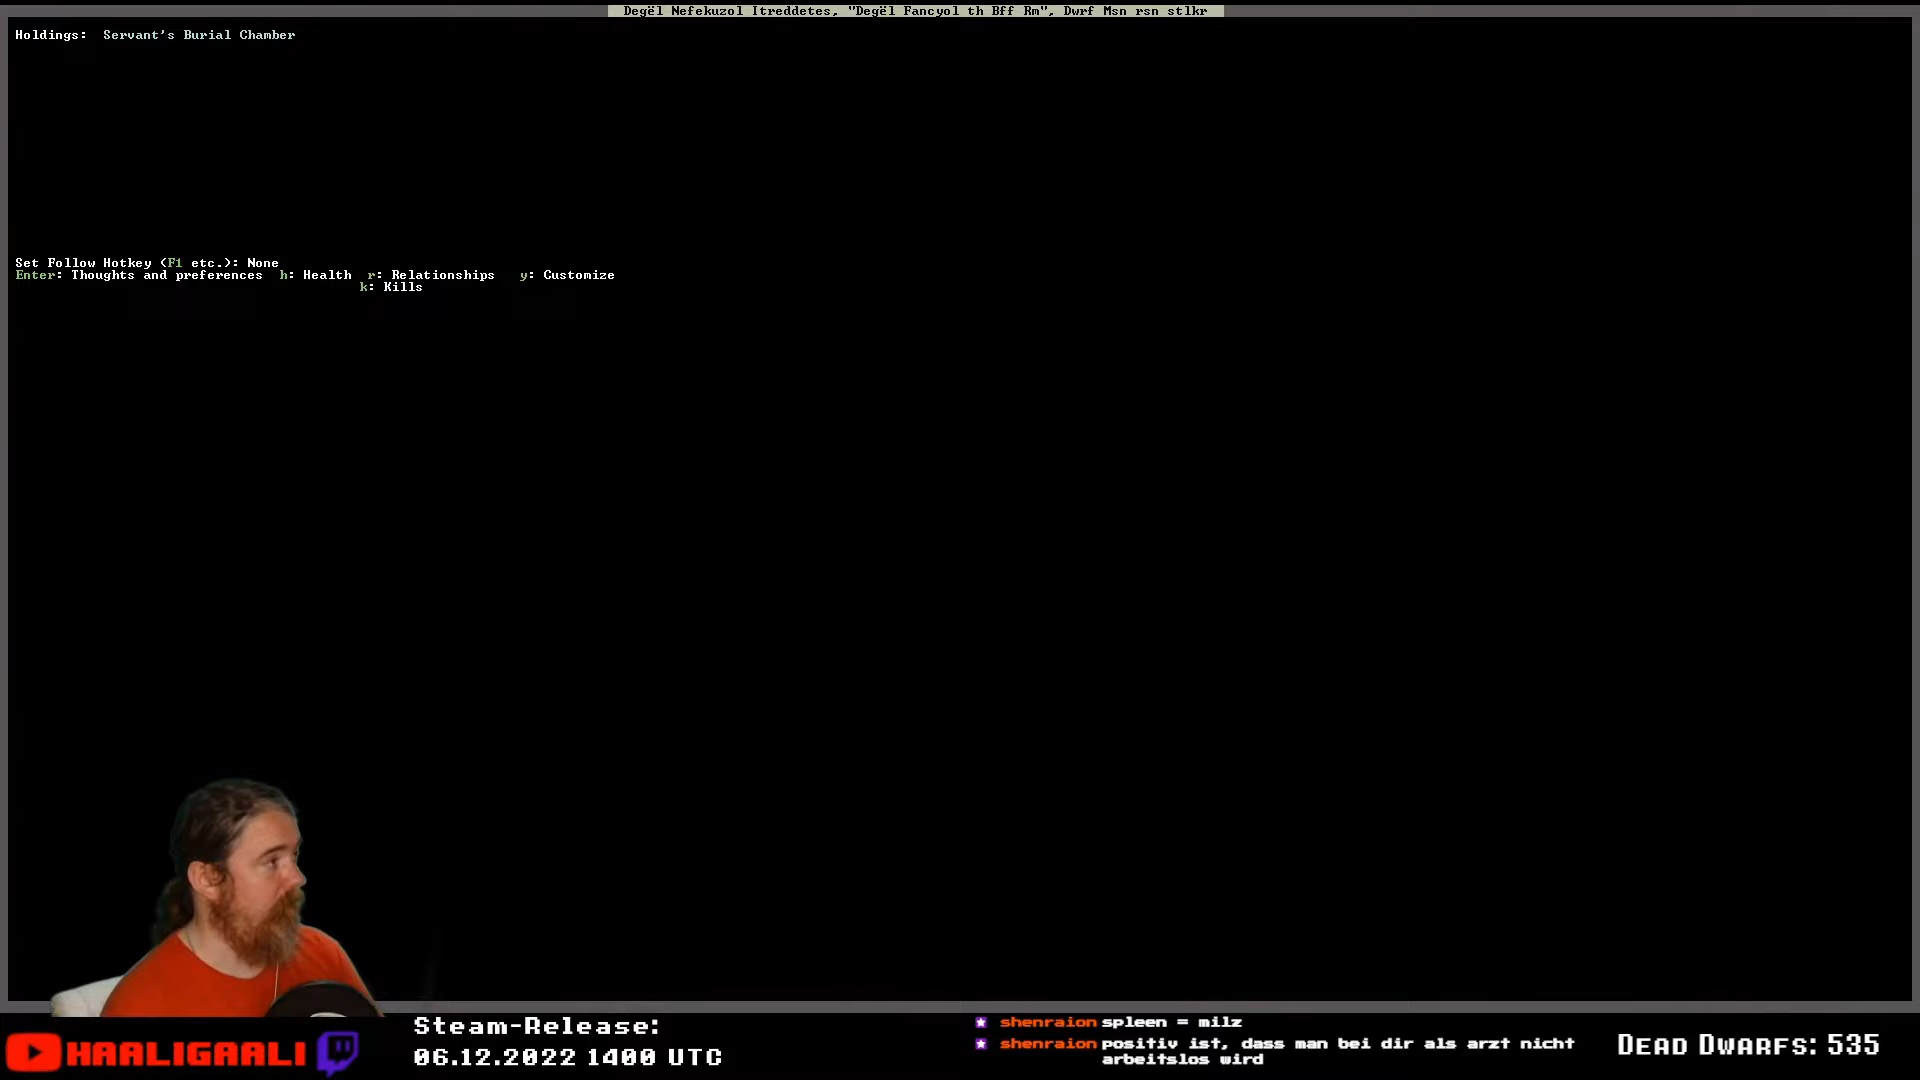 Degël Nefekuzol Itreddetes, "Degël Fancyol th Bff Rm", Dwrf Msn rsn stlkr
Holdings:  Servant's Burial Chamber
Set Follow Hotkey (F1 etc.): None
Enter: Thoughts and preferences  h: Health  r: Relationships   y: Customize
k: Kills
HAALIGAALI
Steam-Release:
06.12.2022 1400 UTC
shenraion spleen = milz
shenraion positiv ist, dass man bei dir als arzt nicht
arbeitslos wird
Dead Dwarfs: 535